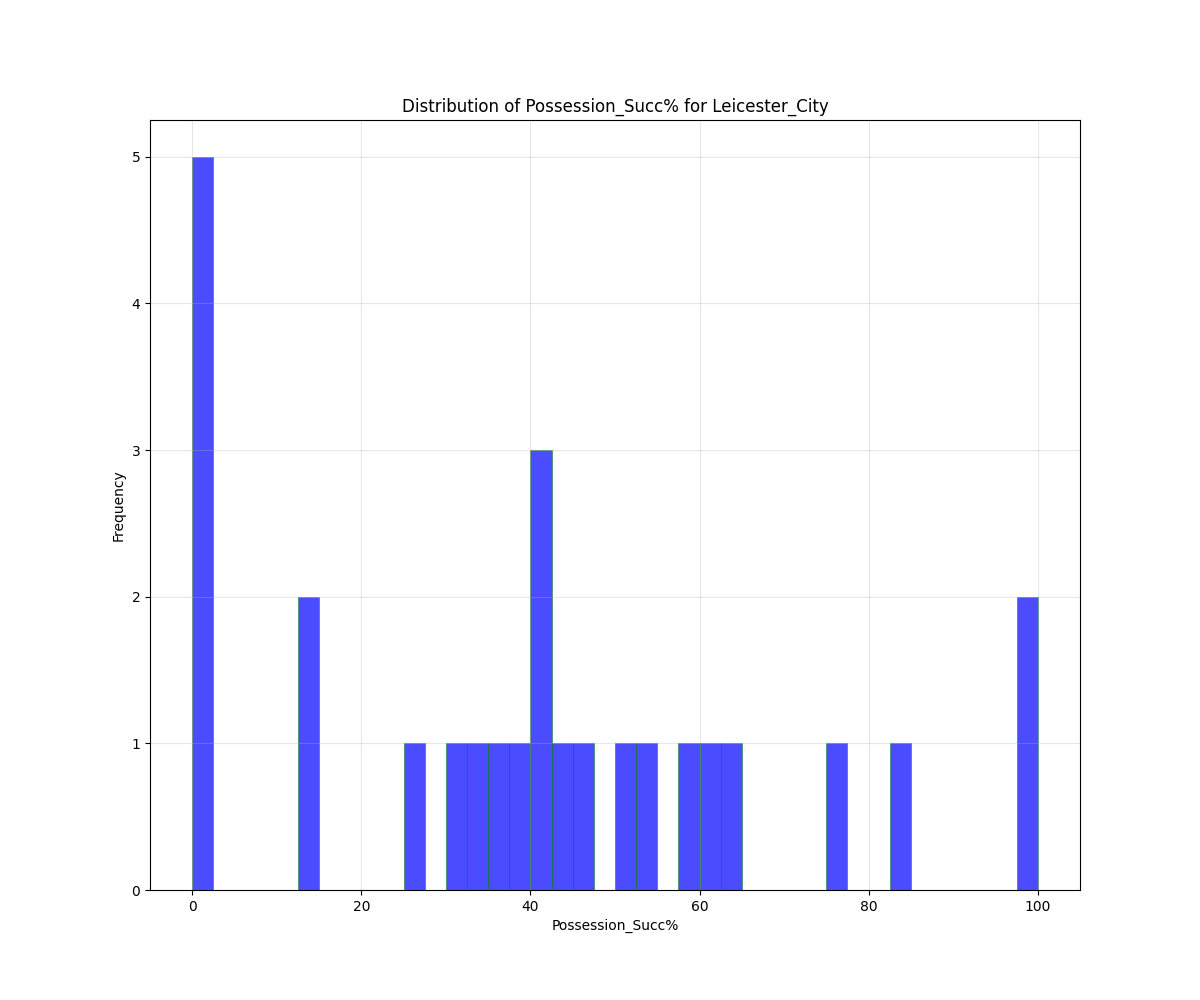 Distribution of Possession_Succ% for Leicester_City
5
4
3
2
1
0
Frequency
0 20 40 60 80 100
Possession_Succ%